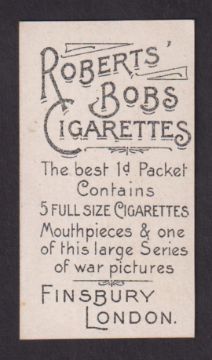 ROBERTS'
BOBS
CIGARETTES
The best 1d Packet
Contains
5 FULL SIZE CIGARETTES
Mouthpieces & one
of this large Series
of war pictures
FINSBURY
LONDON.